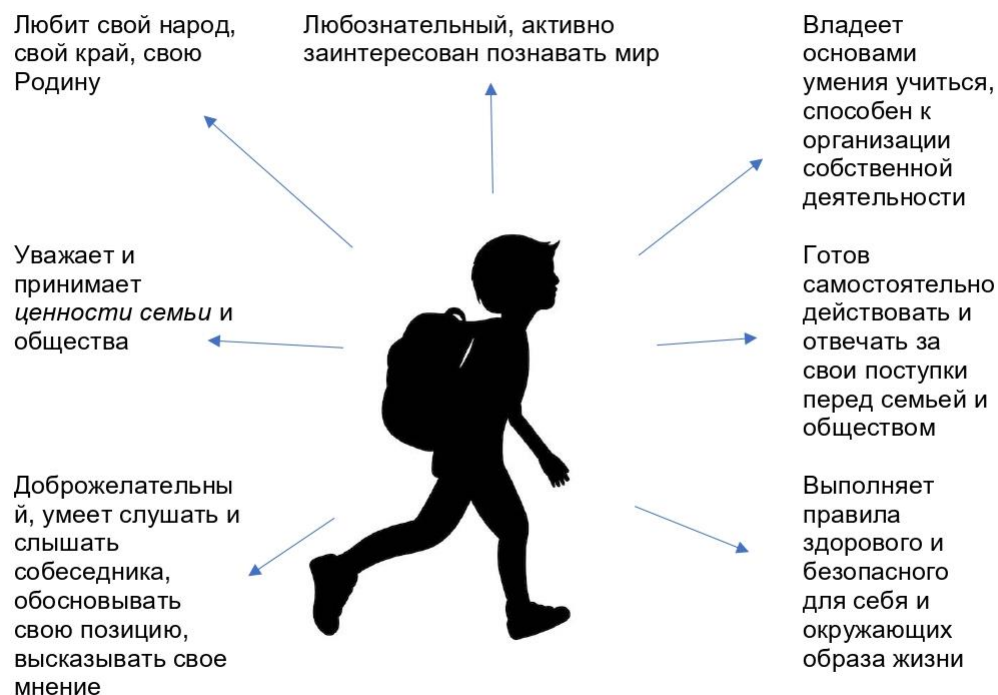 Любит свой народ,
свой край, свою
Родину
Любознательный, активно
заинтересован познавать мир
Владеет
основами
умения учиться,
способен к
организации
собственной
деятельности
Уважает и
принимает
ценности семьи и
общества
Готов
самостоятельно
действовать и
отвечать за
свои поступки
перед семьей и
обществом
Доброжелательны
й, умеет слушать и
слышать
собеседника,
обосновывать
свою позицию,
высказывать свое
мнение
Выполняет
правила
здорового и
безопасного
для себя и
окружающих
образа жизни